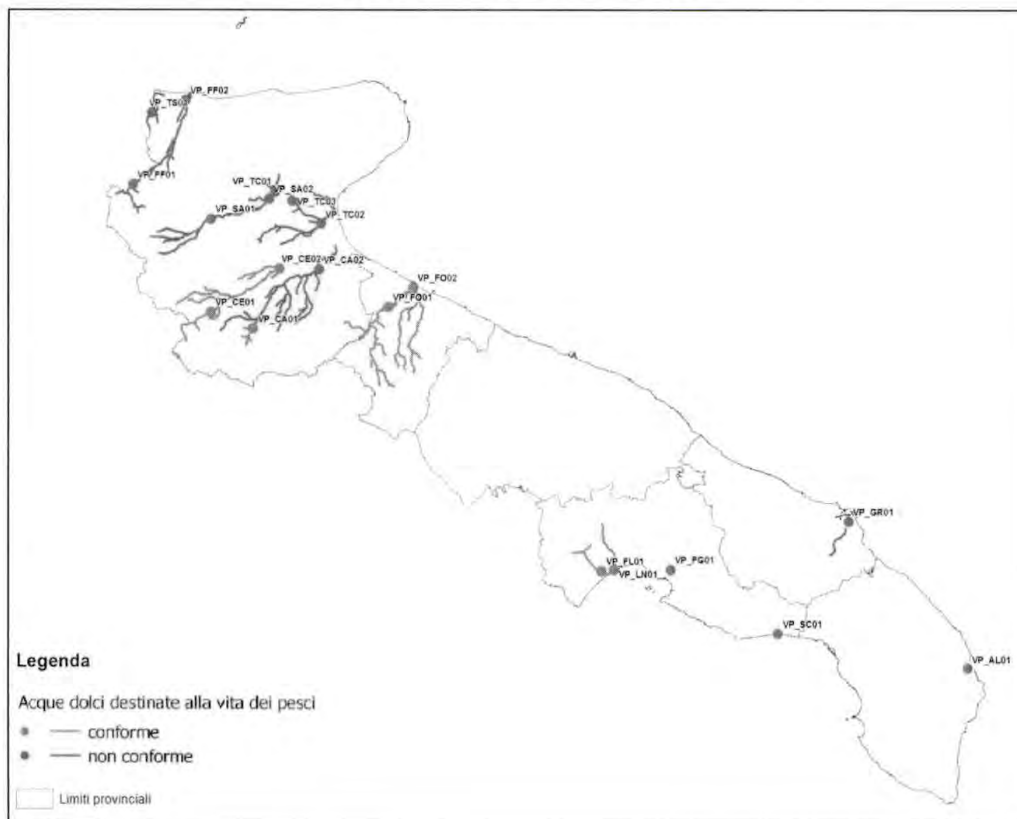 VP_FF02
VP_TS01
VP_FF01
VP_TC01
VP_SA02
VP_TC03
VP_SA01
VP_TC02
VP_CE02
VP_CA02
VP_FO02
VP_CE01
VP_FO01
VP_CA01
VP_GR01
VP_FL01
VP_FG01
VP_LN01
VP_SC01
VP_AL01
Legenda
Acque dolci destinate alla vita dei pesci
conforme
non conforme
Limiti provinciali